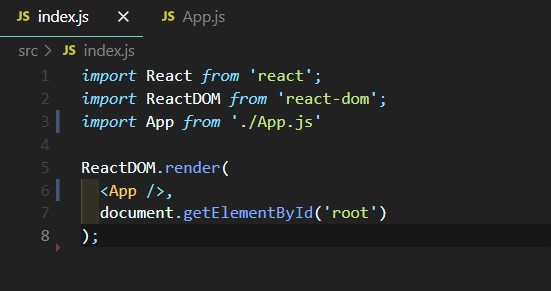 JS index.js × JS App.js
src > JS index.js
1 import React from 'react';
2 import ReactDOM from 'react-dom';
3 import App from './App.js'
4
5 ReactDOM.render(
6   <App />,
7   document.getElementById('root')
8 );